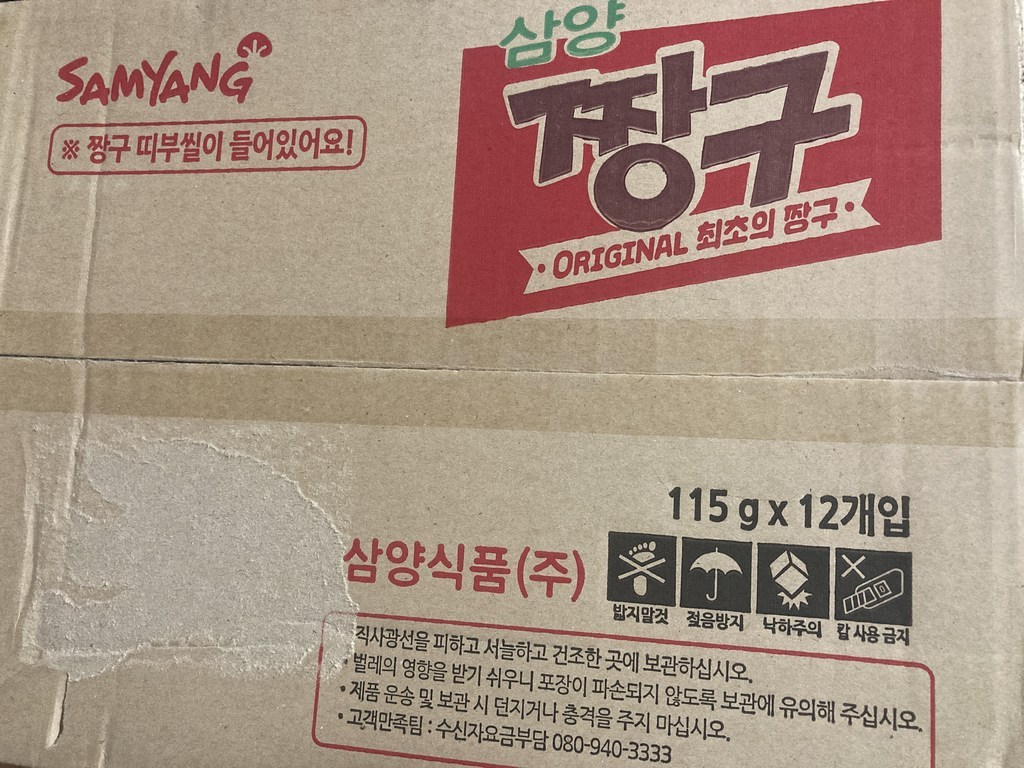 SAMYANG
※ 짱구 띠부씰이 들어있어요!
삼양
짱구
• ORIGINAL 최초의 짱구 •
115 g x 12개입
삼양식품(주)
밟지말것 젖음방지 낙하주의 칼 사용 금지
직사광선을 피하고 서늘하고 건조한 곳에 보관하십시오.
• 벌레의 영향을 받기 쉬우니 포장이 파손되지 않도록 보관에 유의해 주십시오.
• 제품 운송 및 보관 시 던지거나 충격을 주지 마십시오.
• 고객만족팀 : 수신자요금부담 080-940-3333